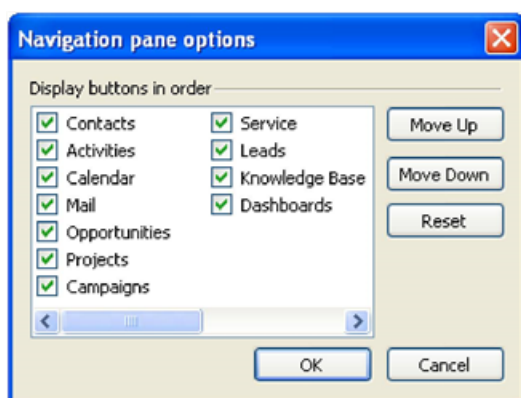 Navigation pane options
Display buttons in order
Contacts
Activities
Calendar
Mail
Opportunities
Projects
Campaigns
Service
Leads
Knowledge Base
Dashboards
Move Up
Move Down
Reset
OK
Cancel